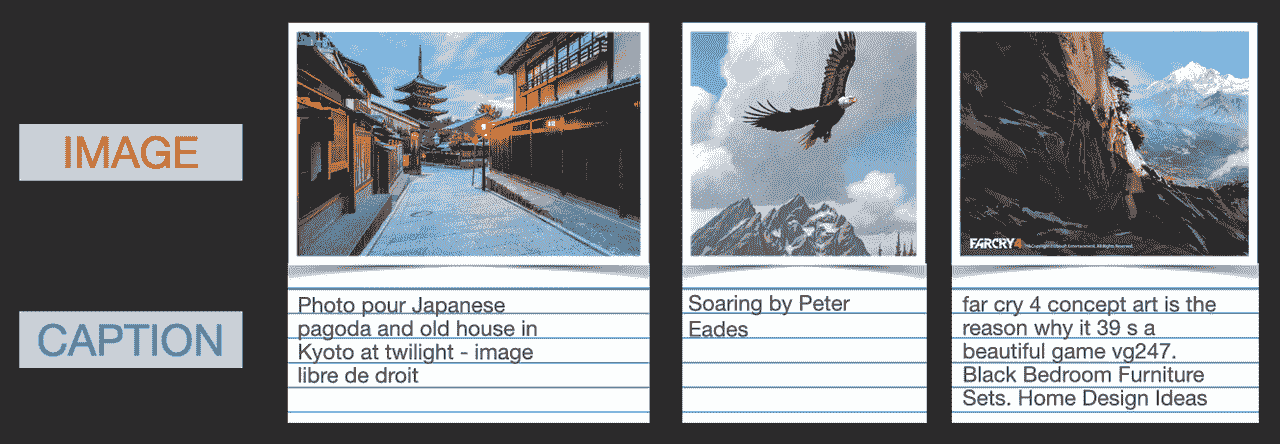 IMAGE
FARCRY4
CAPTION
Photo pour Japanese
pagoda and old house in
Kyoto at twilight - image
libre de droit
Soaring by Peter
Eades
far cry 4 concept art is the
reason why it 39 s a
beautiful game vg247.
Black Bedroom Furniture
Sets. Home Design Ideas